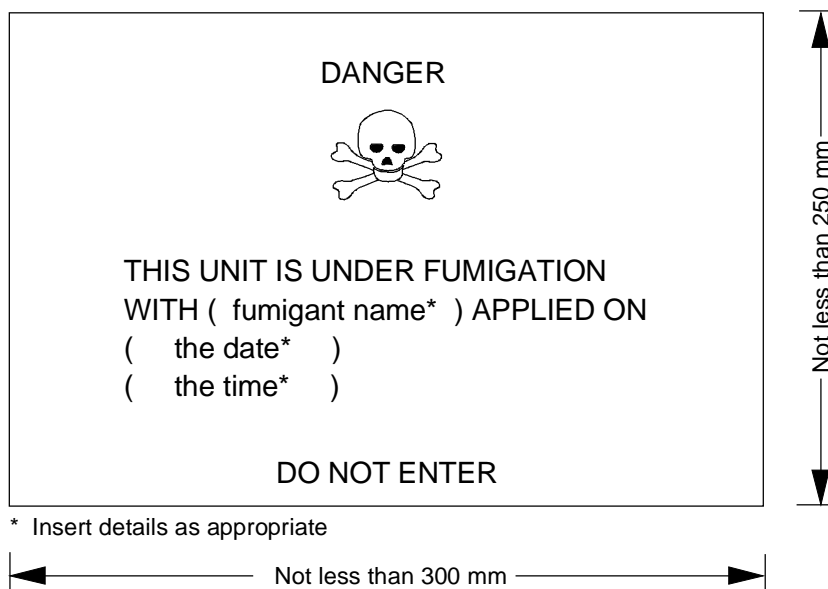 DANGER
THIS UNIT IS UNDER FUMIGATION
WITH ( fumigant name* ) APPLIED ON
( the date* )
( the time* )
DO NOT ENTER
* Insert details as appropriate
Not less than 300 mm
Not less than 250 mm